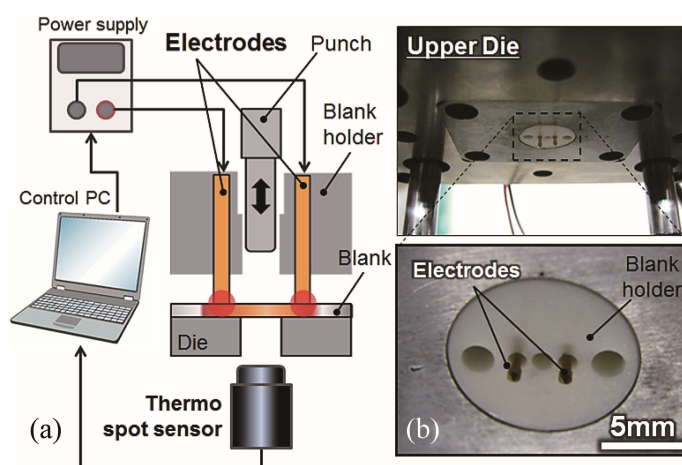 Power supply
Electrodes
Punch
Blank
holder
Control PC
Blank
Die
Thermo
spot sensor
(a)
Upper Die
Electrodes
Blank
holder
5mm
(b)